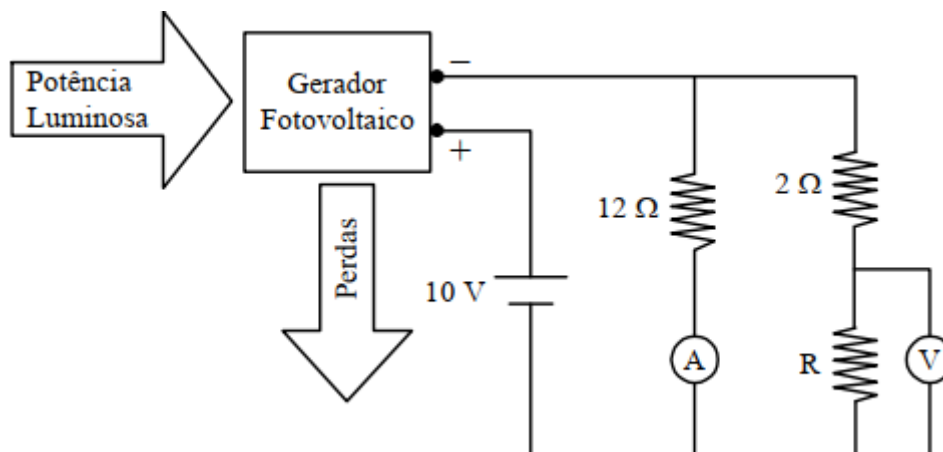 Potência
Luminosa
Gerador
Fotovoltaico
−
+
Perdas
10 V
12 Ω
2 Ω
A
R
V